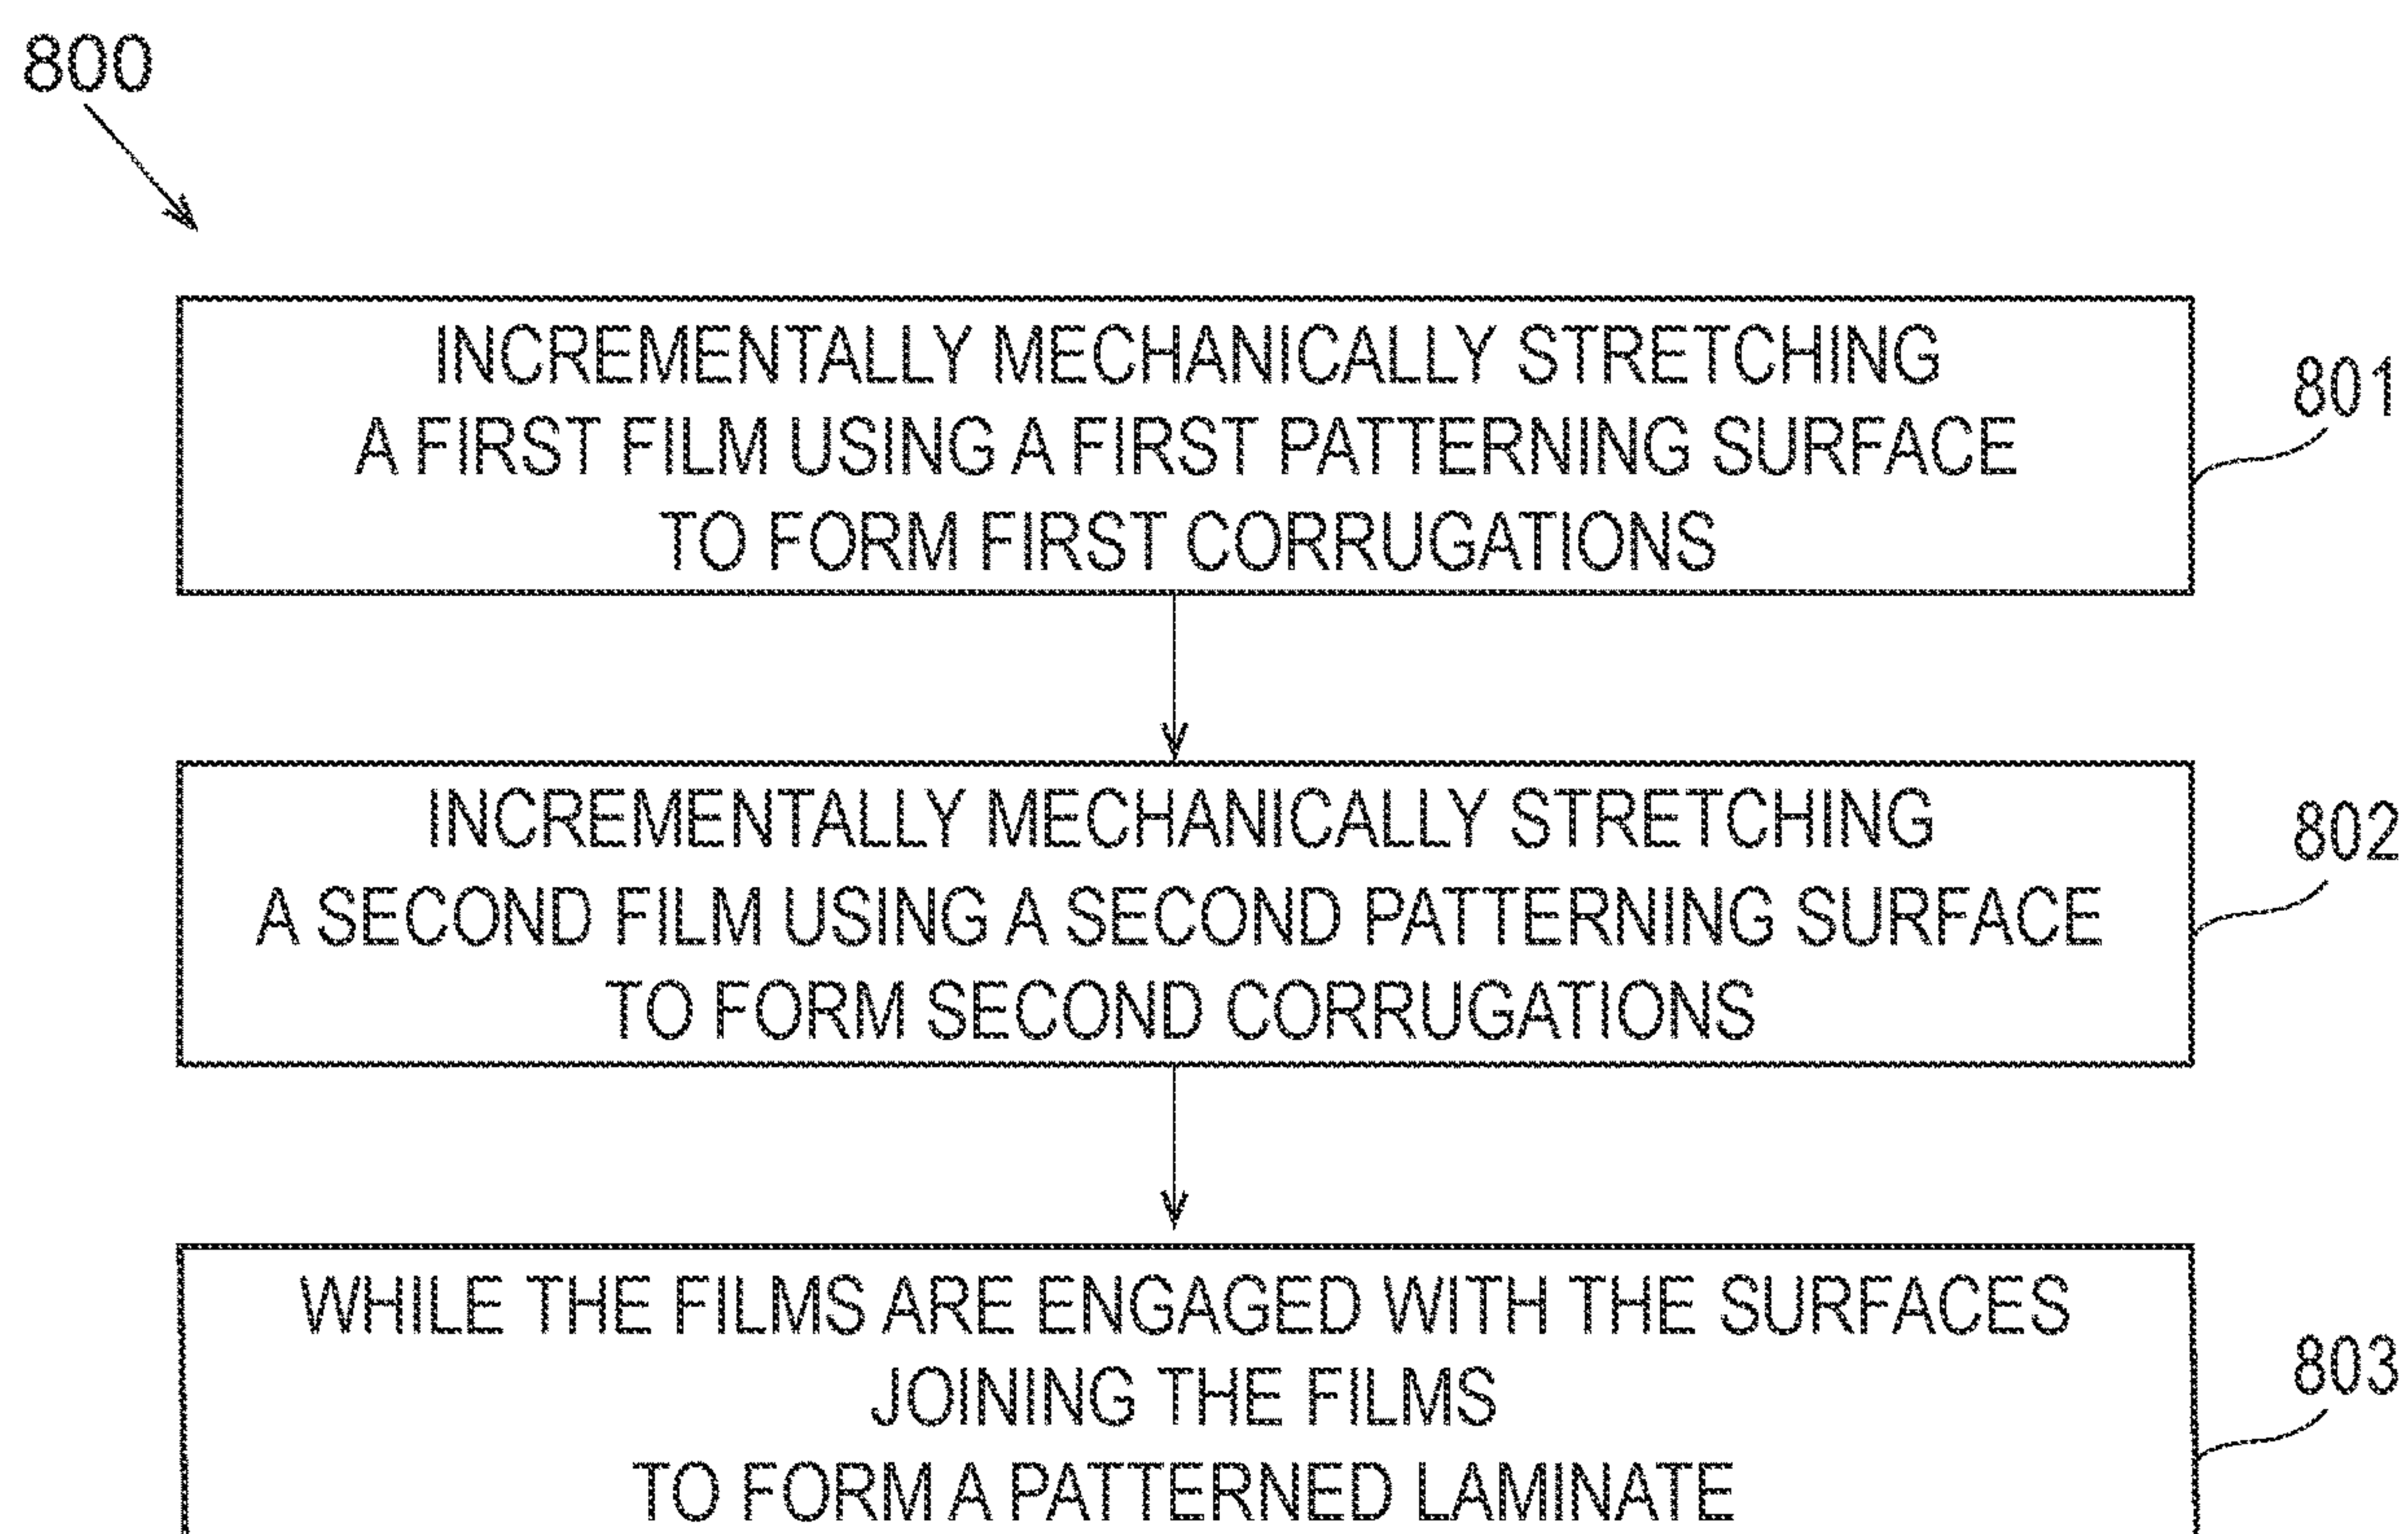 800
INCREMENTALLY MECHANICALLY STRETCHING
A FIRST FILM USING A FIRST PATTERNING SURFACE
TO FORM FIRST CORRUGATIONS
801
INCREMENTALLY MECHANICALLY STRETCHING
A SECOND FILM USING A SECOND PATTERNING SURFACE
TO FORM SECOND CORRUGATIONS
802
WHILE THE FILMS ARE ENGAGED WITH THE SURFACES
JOINING THE FILMS
TO FORM A PATTERNED LAMINATE
803